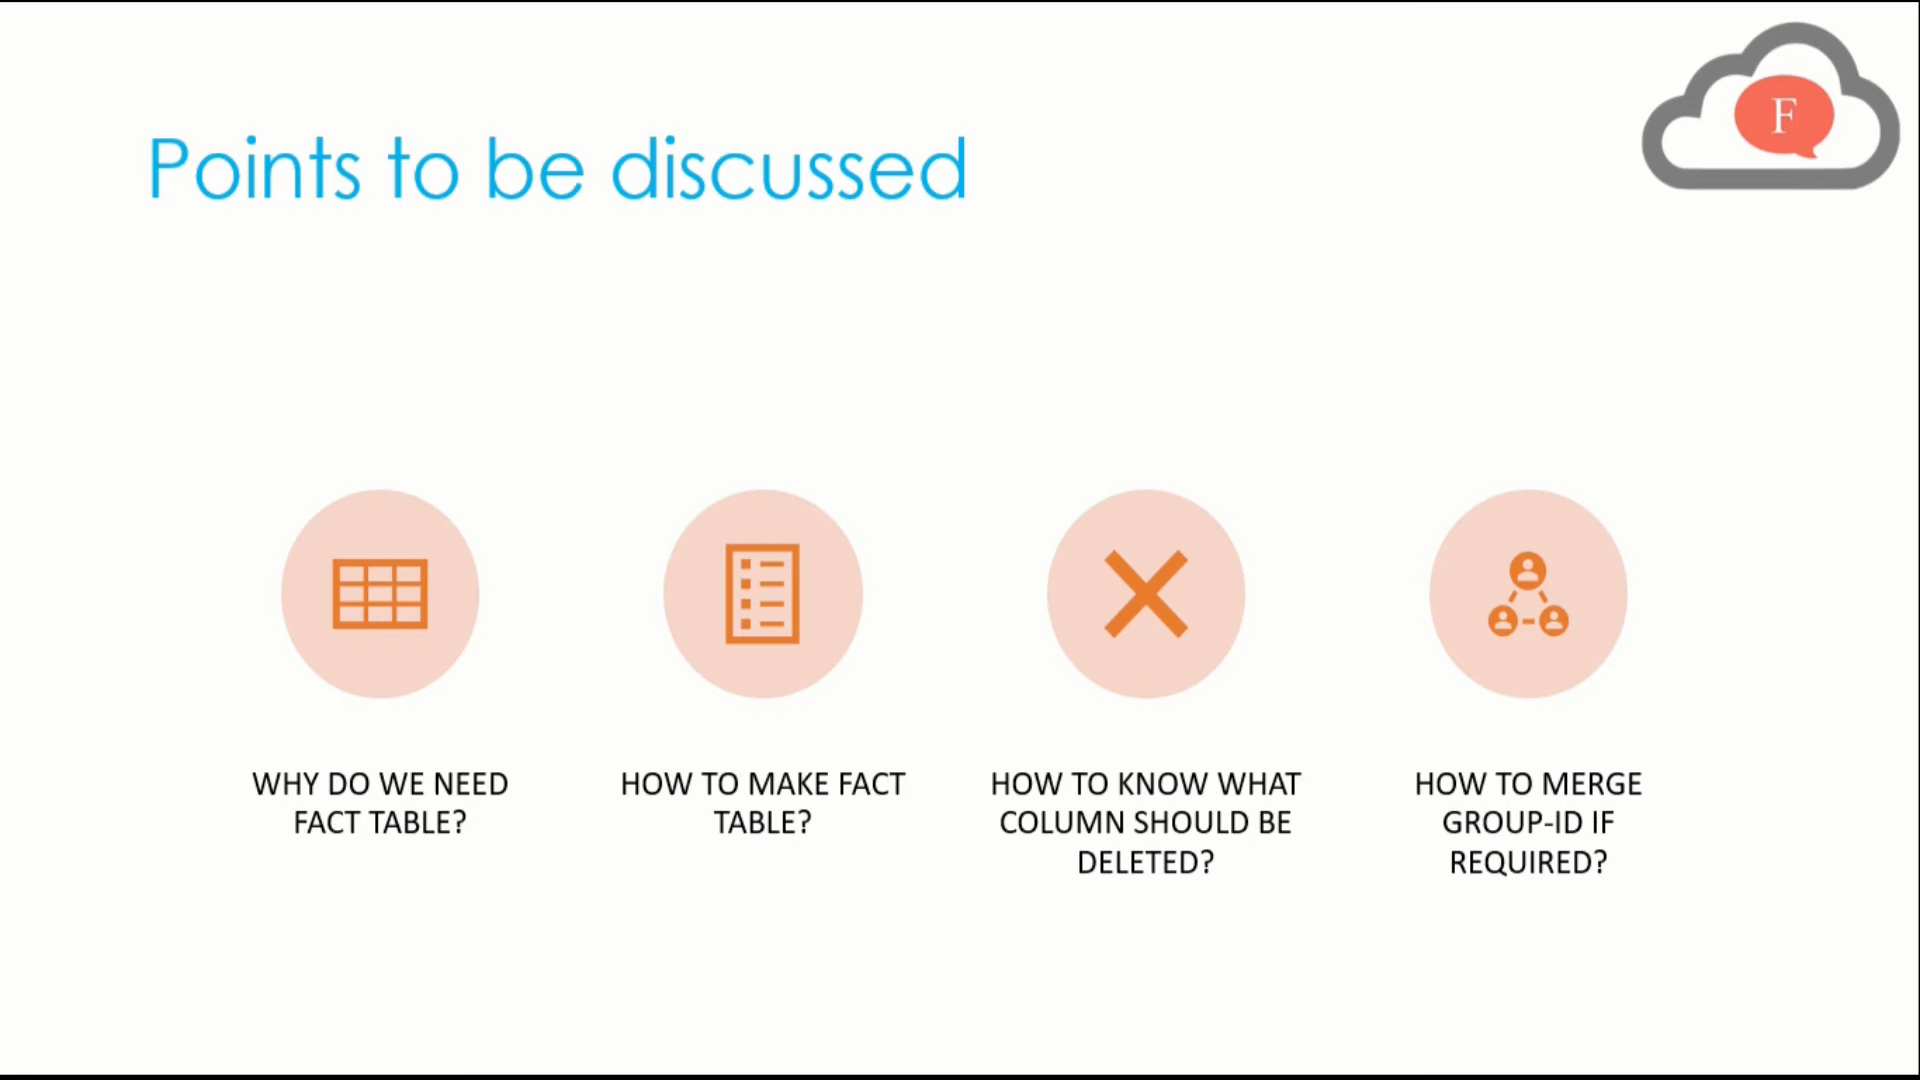 F
Points to be discussed
WHY DO WE NEED
FACT TABLE?
HOW TO MAKE FACT
TABLE?
HOW TO KNOW WHAT
COLUMN SHOULD BE
DELETED?
HOW TO MERGE
GROUP-ID IF
REQUIRED?